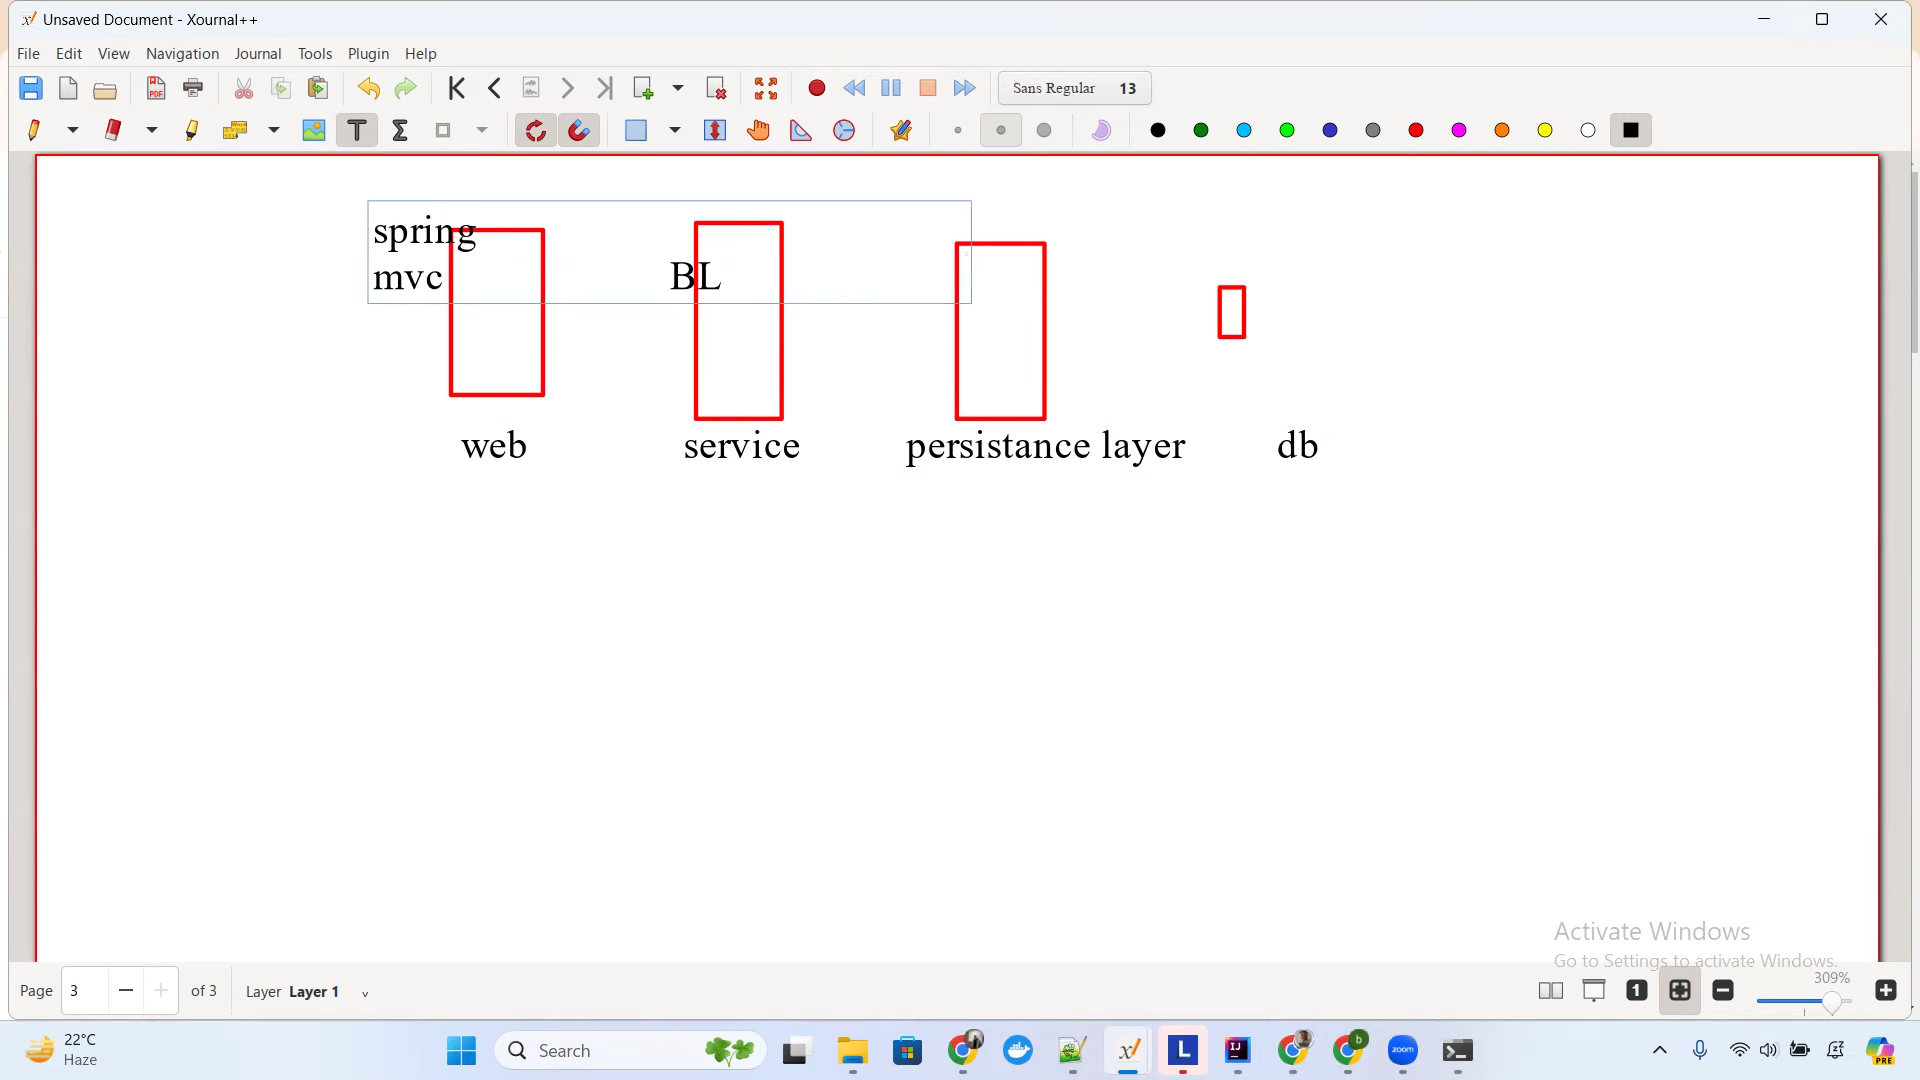 Unsaved Document - Xournal++
File Edit View Navigation Journal Tools Plugin Help
Sans Regular 13
spring
mvc BL
web service persistance layer db
Activate Windows
Go to Settings to activate Windows.
309%
Page 3 of 3 Layer Layer 1
22°C
Haze
Search